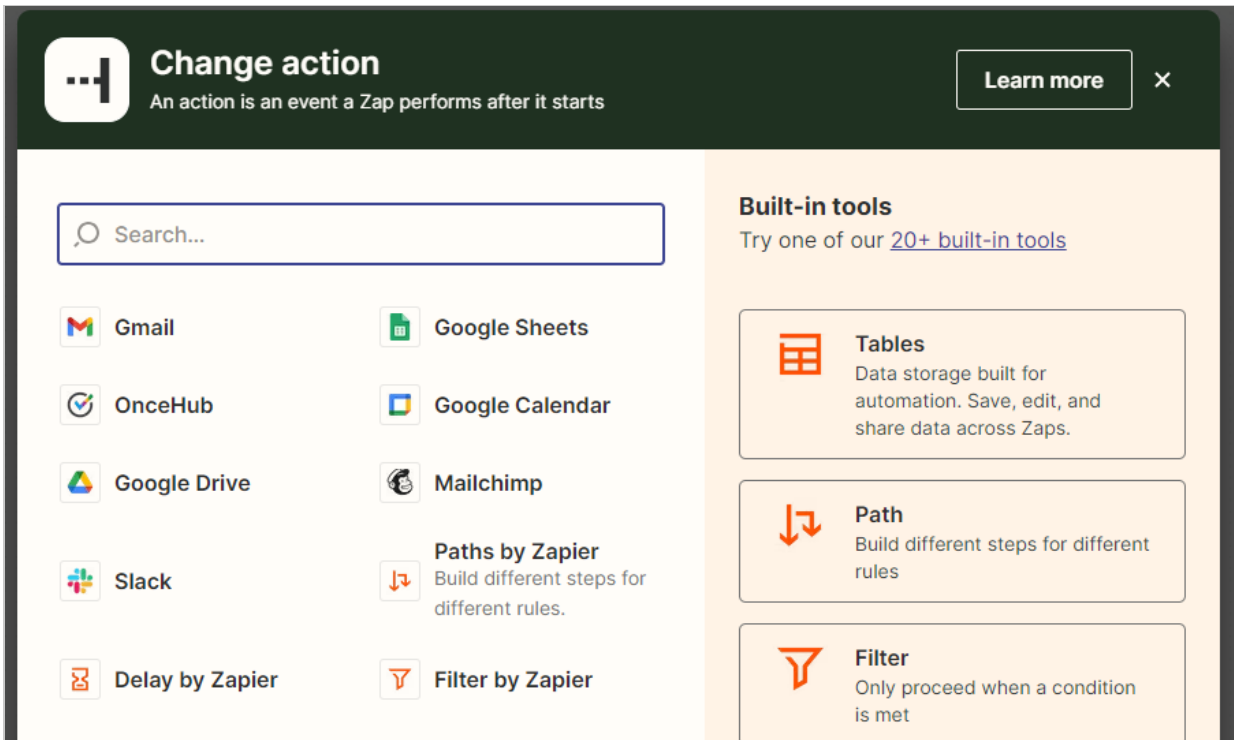 Change action
An action is an event a Zap performs after it starts
Learn more
Search...
Gmail
Google Sheets
OnceHub
Google Calendar
Google Drive
Mailchimp
Slack
Paths by Zapier
Build different steps for
different rules.
Delay by Zapier
Filter by Zapier
Built-in tools
Try one of our 20+ built-in tools
Tables
Data storage built for
automation. Save, edit, and
share data across Zaps.
Path
Build different steps for different
rules
Filter
Only proceed when a condition
is met